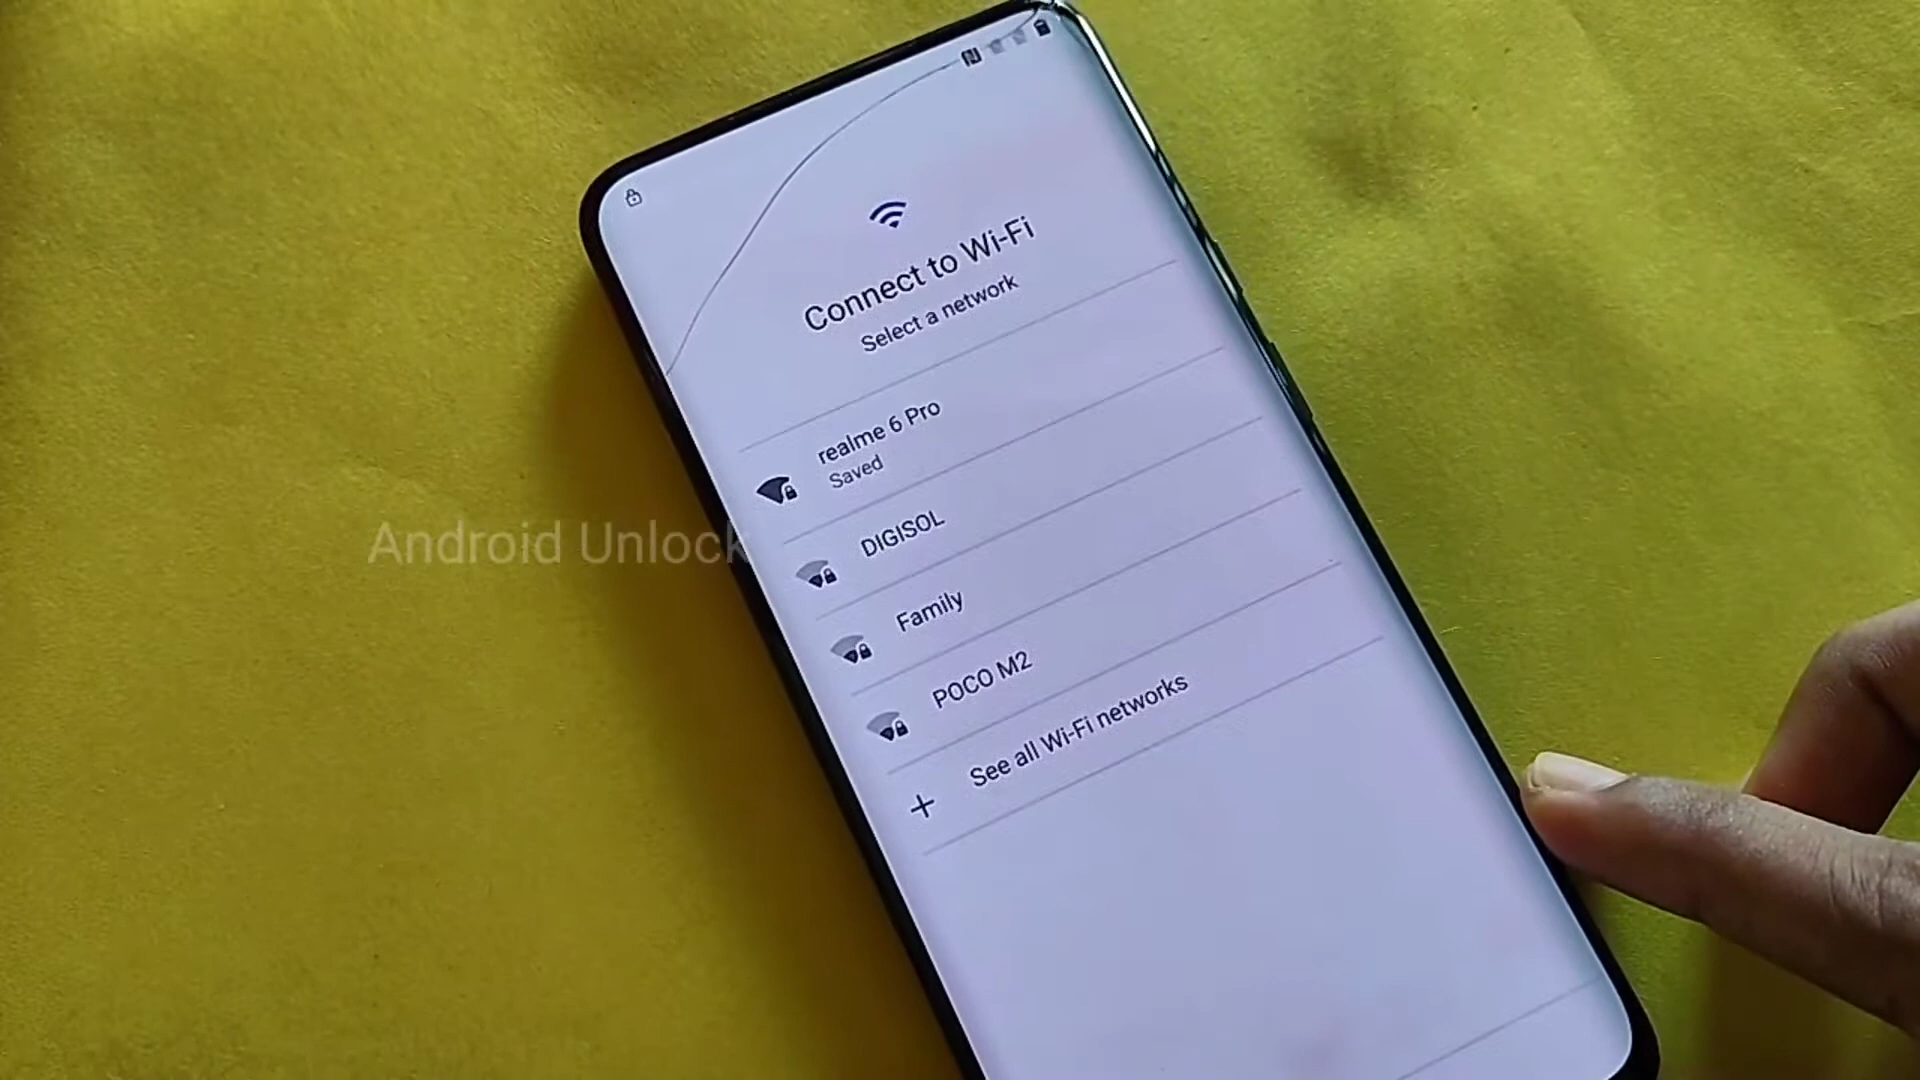 Connect to Wi-Fi
Select a network
realme 6 Pro
Saved
DIGISOL
Family
POCO M2
See all Wi-Fi networks
Android Unlock